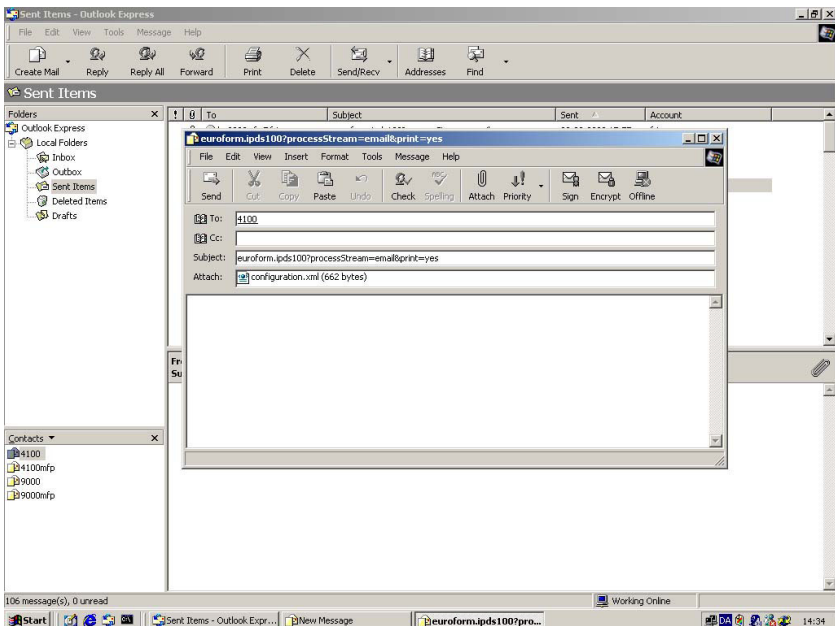 Sent Items - Outlook Express
File Edit View Tools Message Help
Create Mail Reply Reply All Forward Print Delete Send/Recv Addresses Find
Sent Items
Folders
Outlook Express
Local Folders
Inbox
Outbox
Sent Items
Deleted Items
Drafts
To Subject Sent Account
euroform.ipds100?processStream=email&print=yes
File Edit View Insert Format Tools Message Help
Send Cut Copy Paste Undo Check Spelling Attach Priority Sign Encrypt Offline
To: 4100
Cc:
Subject: euroform.ipds100?processStream=email&print=yes
Attach: configuration.xml (662 bytes)
Contacts
4100
4100mfp
9000
9000mfp
106 message(s), 0 unread
Working Online
Start
Sent Items - Outlook Expr...
New Message
euroform.ipds100?pro...
DA
14:34